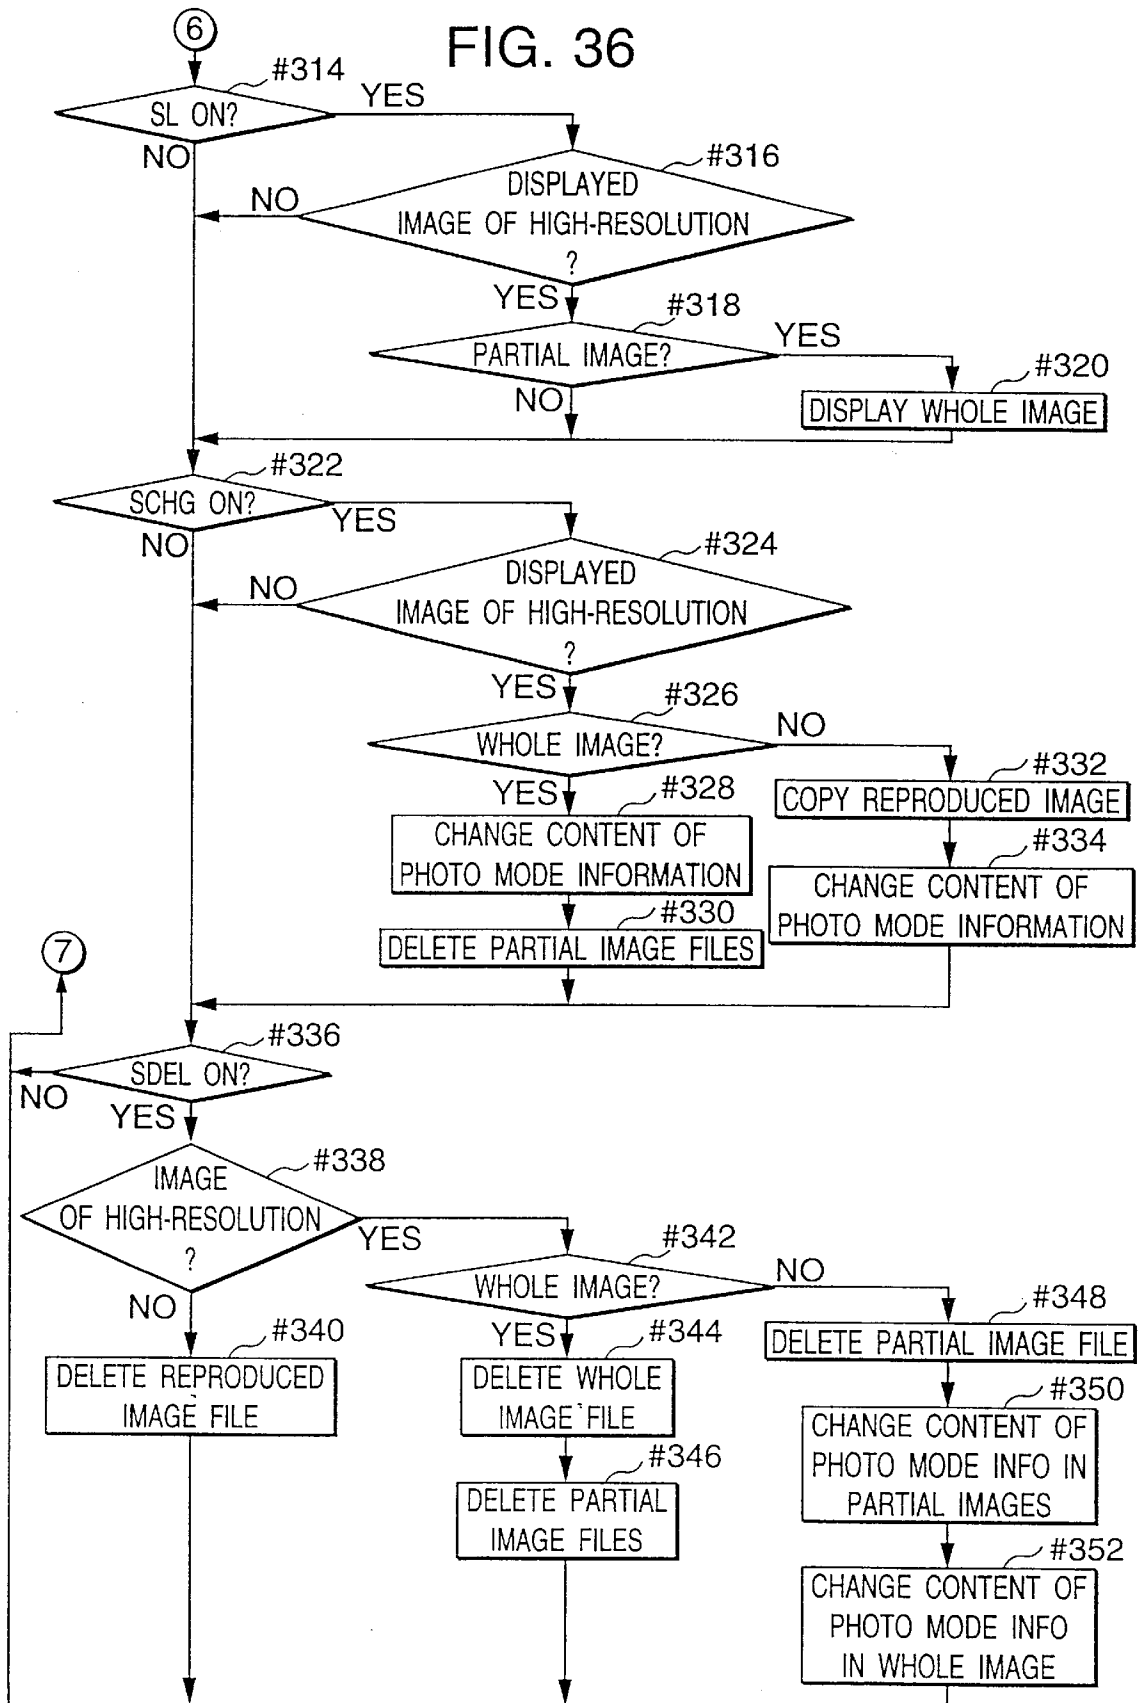 FIG. 36
6
#314
SL ON?
YES
NO
#316
DISPLAYED
IMAGE OF HIGH-RESOLUTION
?
NO
YES
#318
PARTIAL IMAGE?
YES
NO
#320
DISPLAY WHOLE IMAGE
#322
SCHG ON?
YES
NO
#324
DISPLAYED
IMAGE OF HIGH-RESOLUTION
?
NO
YES
#326
WHOLE IMAGE?
NO
YES
#328
CHANGE CONTENT OF
PHOTO MODE INFORMATION
#330
DELETE PARTIAL IMAGE FILES
#332
COPY REPRODUCED IMAGE
#334
CHANGE CONTENT OF
PHOTO MODE INFORMATION
7
#336
SDEL ON?
NO
YES
#338
IMAGE
OF HIGH-RESOLUTION
?
YES
NO
#340
DELETE REPRODUCED
IMAGE FILE
#342
WHOLE IMAGE?
NO
YES
#344
DELETE WHOLE
IMAGE FILE
#346
DELETE PARTIAL
IMAGE FILES
#348
DELETE PARTIAL IMAGE FILE
#350
CHANGE CONTENT OF
PHOTO MODE INFO IN
PARTIAL IMAGES
#352
CHANGE CONTENT OF
PHOTO MODE INFO
IN WHOLE IMAGE